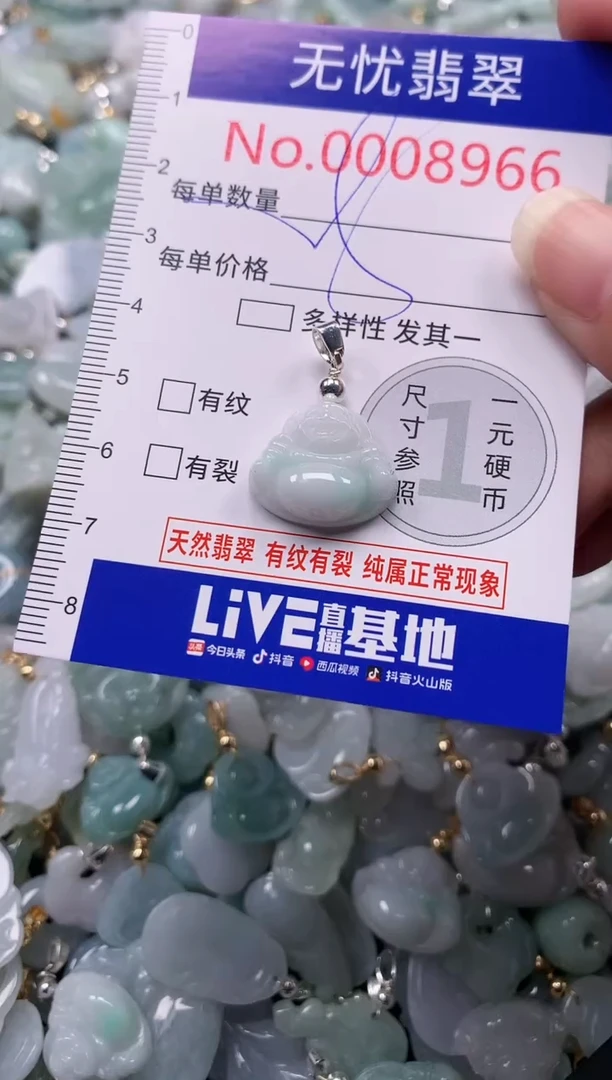 0
无忧翡翠
1
No.0008966
2
每单数量
3
每单价格
4
多样性 发其一
5
有纹
尺寸参照
1
一元硬币
6
有裂
7
天然翡翠 有纹有裂 纯属正常现象
8
LiVE直播基地
头条 今日头条 抖音 西瓜视频 抖音火山版